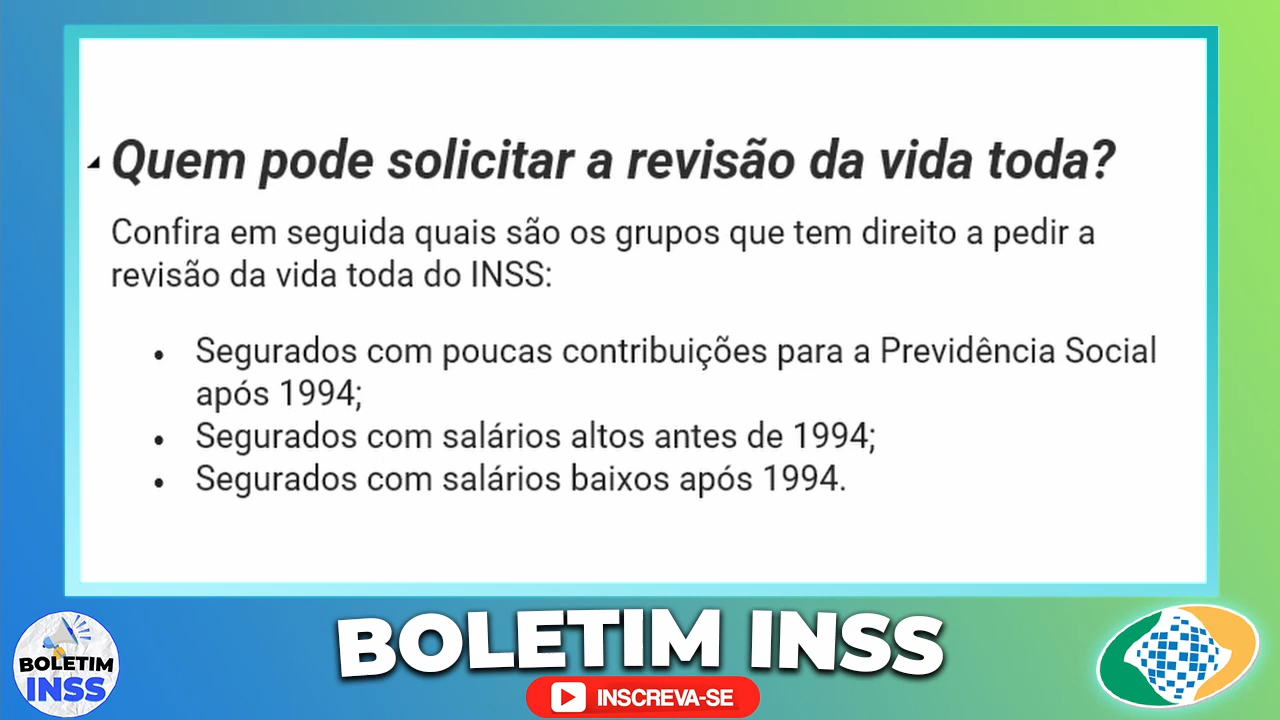 Quem pode solicitar a revisão da vida toda?
Confira em seguida quais são os grupos que tem direito a pedir a
revisão da vida toda do INSS:
• Segurados com poucas contribuições para a Previdência Social
após 1994;
• Segurados com salários altos antes de 1994;
• Segurados com salários baixos após 1994.
BOLETIM
INSS
BOLETIM INSS
INSCREVA-SE